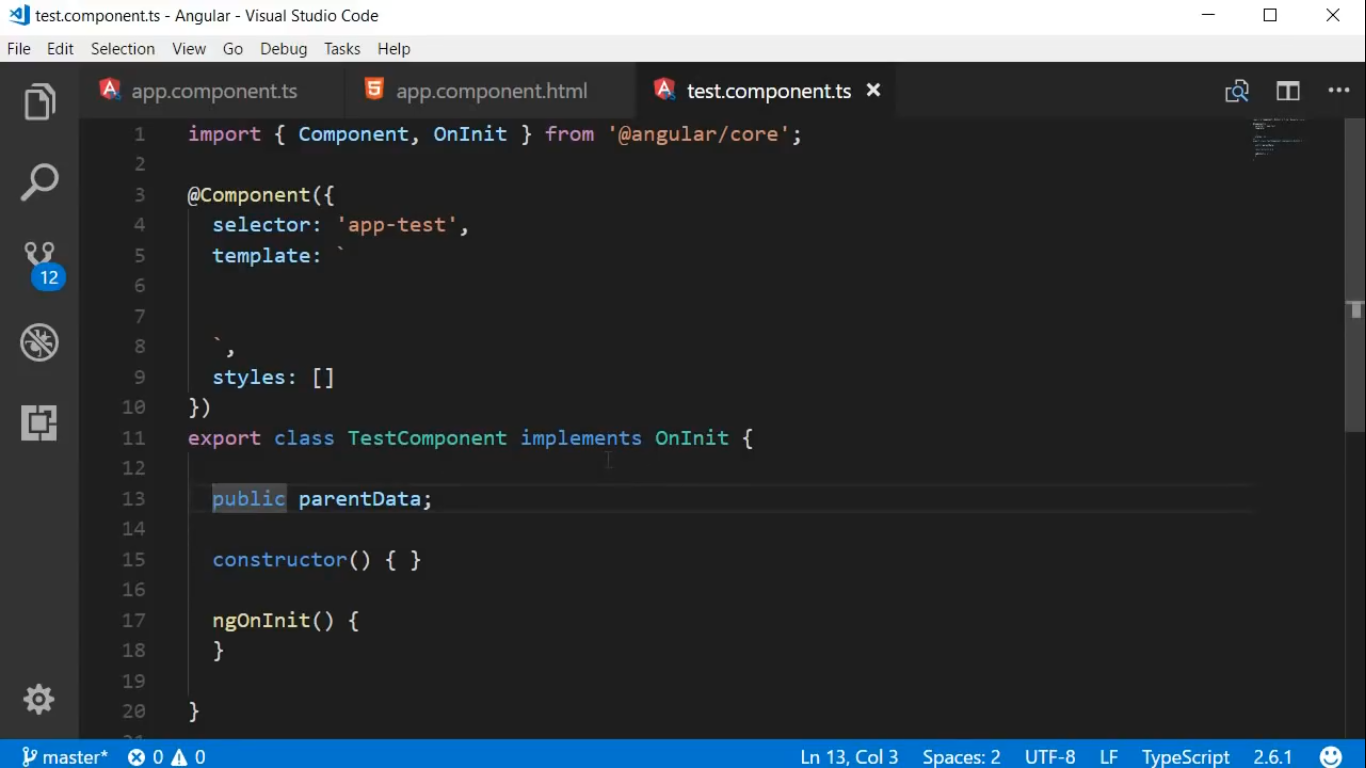 test.component.ts - Angular - Visual Studio Code
File Edit Selection View Go Debug Tasks Help
app.component.ts app.component.html test.component.ts
1 import { Component, OnInit } from '@angular/core';
2
3 @Component({
4 selector: 'app-test',
5 template: `
6
7
8 `,
9 styles: []
10 })
11 export class TestComponent implements OnInit {
12
13 public parentData;
14
15 constructor() { }
16
17 ngOnInit() {
18 }
19
20 }
12
master* 0 0 Ln 13, Col 3 Spaces: 2 UTF-8 LF TypeScript 2.6.1